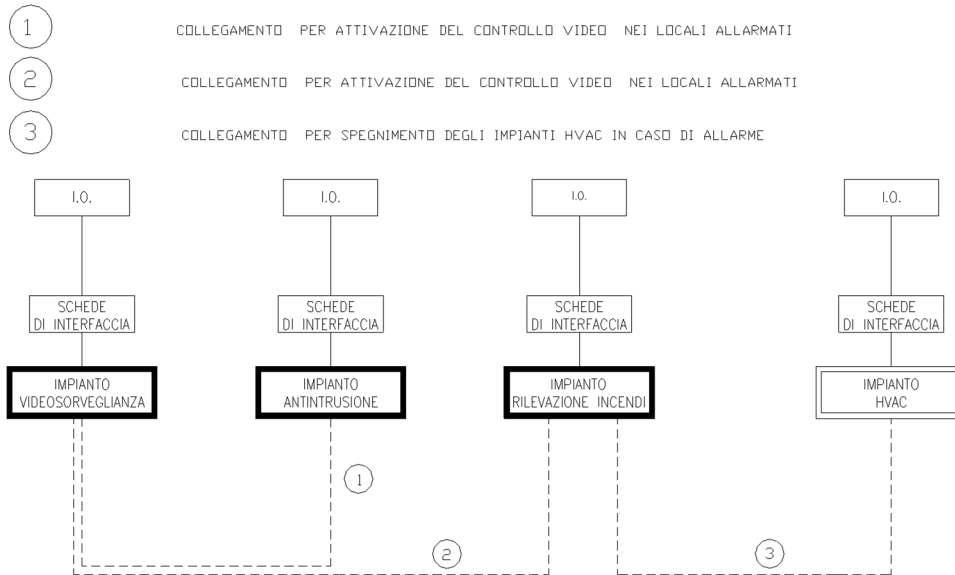 1 COLLEGAMENTO PER ATTIVAZIONE DEL CONTROLLO VIDEO NEI LOCALI ALLARMATI
2 COLLEGAMENTO PER ATTIVAZIONE DEL CONTROLLO VIDEO NEI LOCALI ALLARMATI
3 COLLEGAMENTO PER SPEGNIMENTO DEGLI IMPIANTI HVAC IN CASO DI ALLARME
I.O.
I.O.
I.O.
I.O.
SCHEDE
DI INTERFACCIA
SCHEDE
DI INTERFACCIA
SCHEDE
DI INTERFACCIA
SCHEDE
DI INTERFACCIA
IMPIANTO
VIDEOSORVEGLIANZA
IMPIANTO
ANTINTRUSIONE
IMPIANTO
RILEVAZIONE INCENDI
IMPIANTO
HVAC
1
2
3